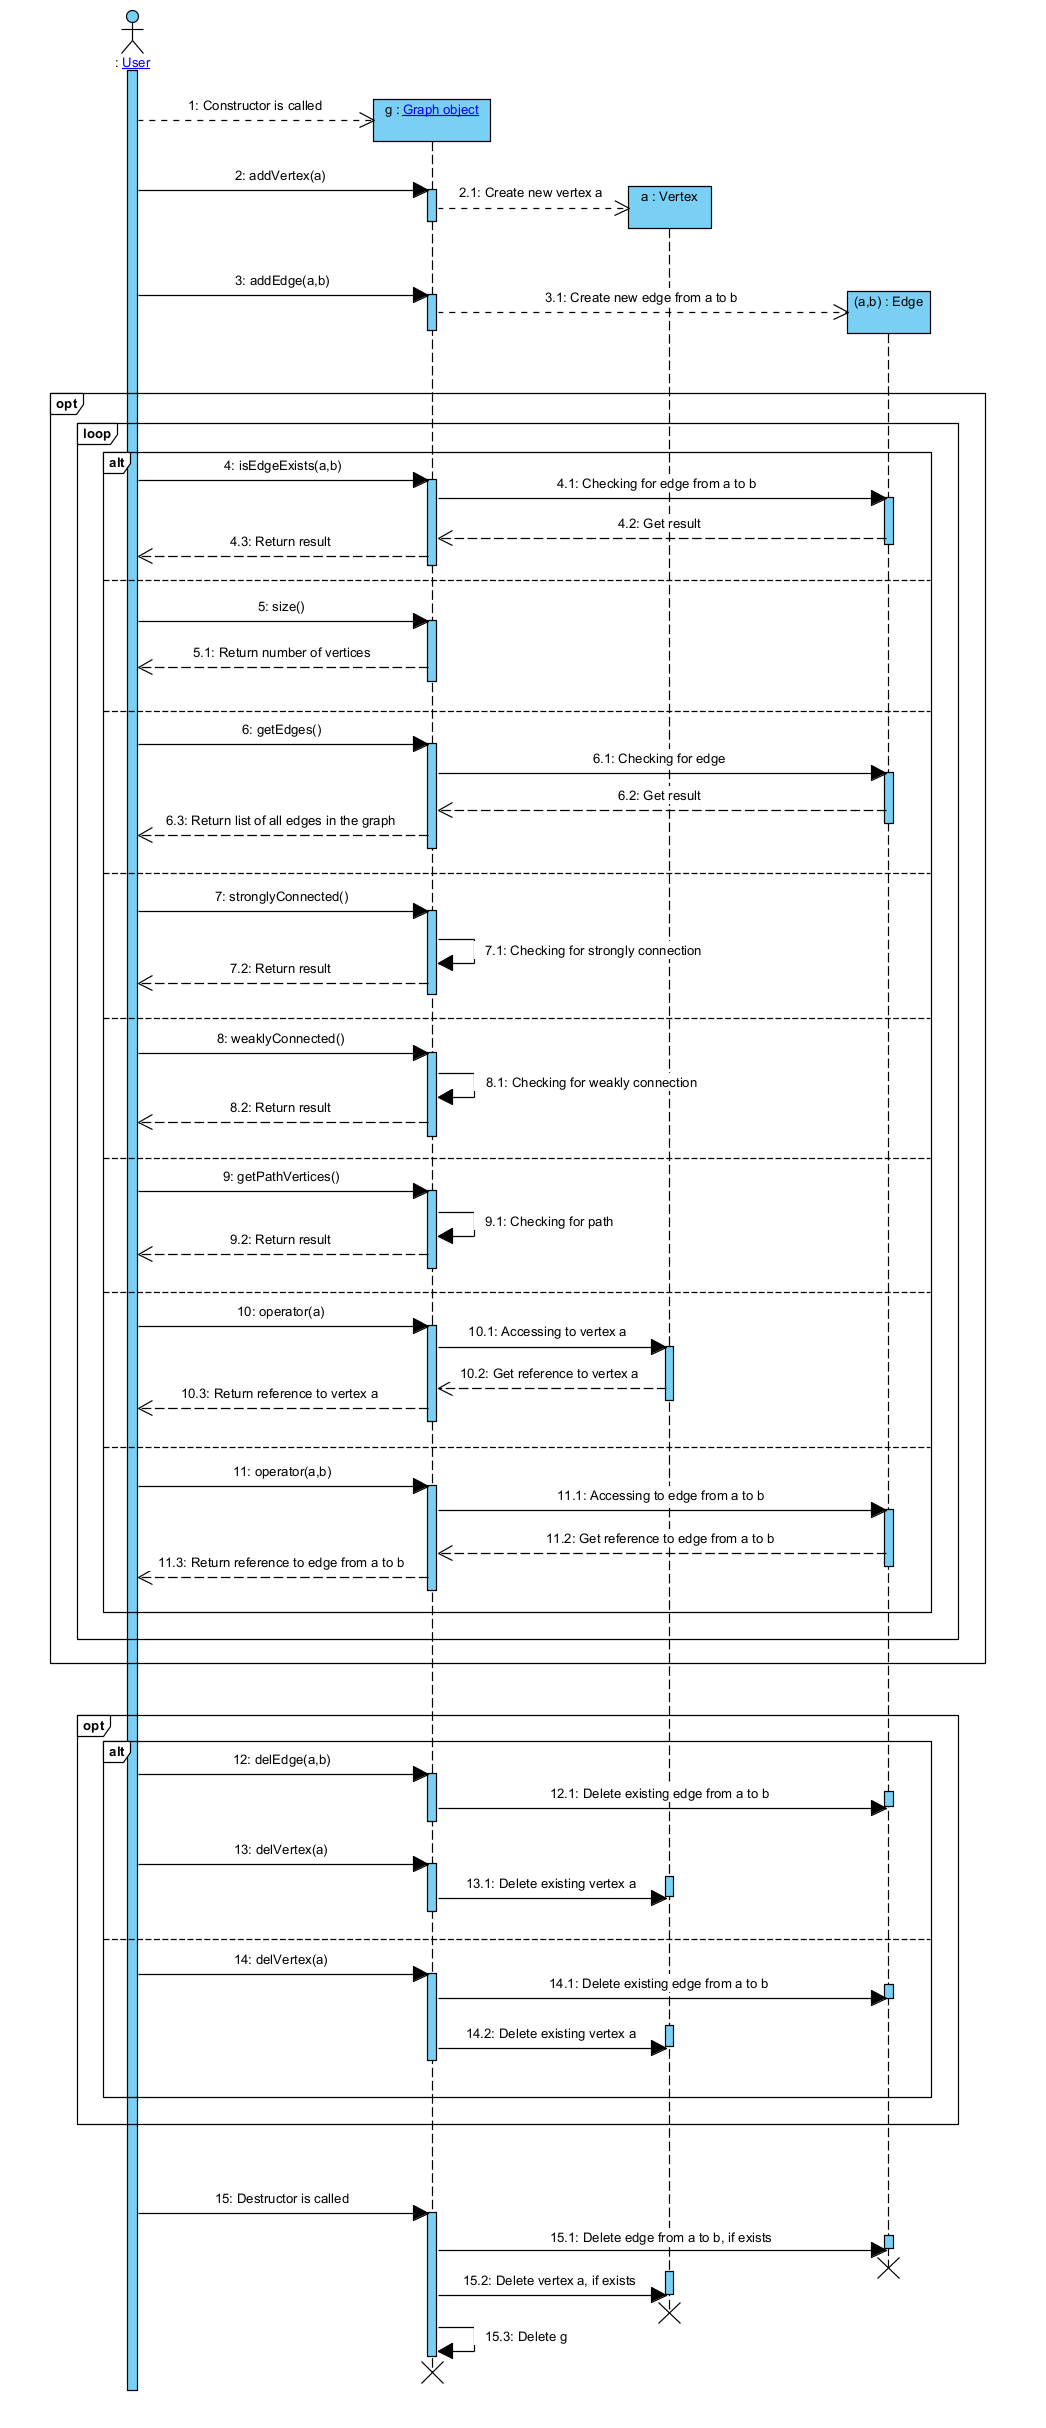 : User
1: Constructor is called
g : Graph object
2: addVertex(a)
2.1: Create new vertex a
a : Vertex
3: addEdge(a,b)
3.1: Create new edge from a to b
(a,b) : Edge
opt
loop
alt
4: isEdgeExists(a,b)
4.1: Checking for edge from a to b
4.2: Get result
4.3: Return result
5: size()
5.1: Return number of vertices
6: getEdges()
6.1: Checking for edge
6.2: Get result
6.3: Return list of all edges in the graph
7: stronglyConnected()
7.1: Checking for strongly connection
7.2: Return result
8: weaklyConnected()
8.1: Checking for weakly connection
8.2: Return result
9: getPathVertices()
9.1: Checking for path
9.2: Return result
10: operator(a)
10.1: Accessing to vertex a
10.2: Get reference to vertex a
10.3: Return reference to vertex a
11: operator(a,b)
11.1: Accessing to edge from a to b
11.2: Get reference to edge from a to b
11.3: Return reference to edge from a to b
opt
alt
12: delEdge(a,b)
12.1: Delete existing edge from a to b
13: delVertex(a)
13.1: Delete existing vertex a
14: delVertex(a)
14.1: Delete existing edge from a to b
14.2: Delete existing vertex a
15: Destructor is called
15.1: Delete edge from a to b, if exists
15.2: Delete vertex a, if exists
15.3: Delete g